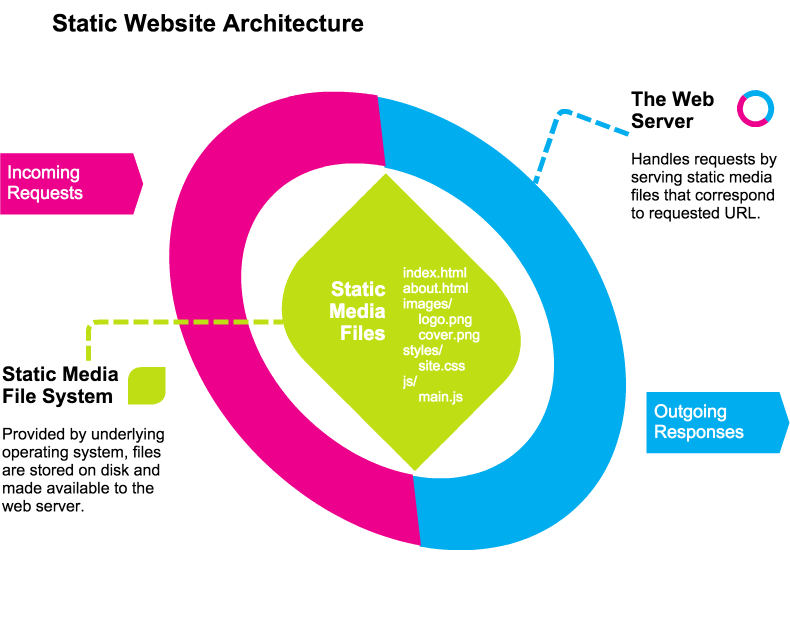 Static Website Architecture
The Web
Server
Handles requests by
serving static media
files that correspond
to requested URL.
Incoming
Requests
Static
Media
Files
index.html
about.html
images/
logo.png
cover.png
styles/
site.css
js/
main.js
Static Media
File System
Provided by underlying
operating system, files
are stored on disk and
made available to the
web server.
Outgoing
Responses